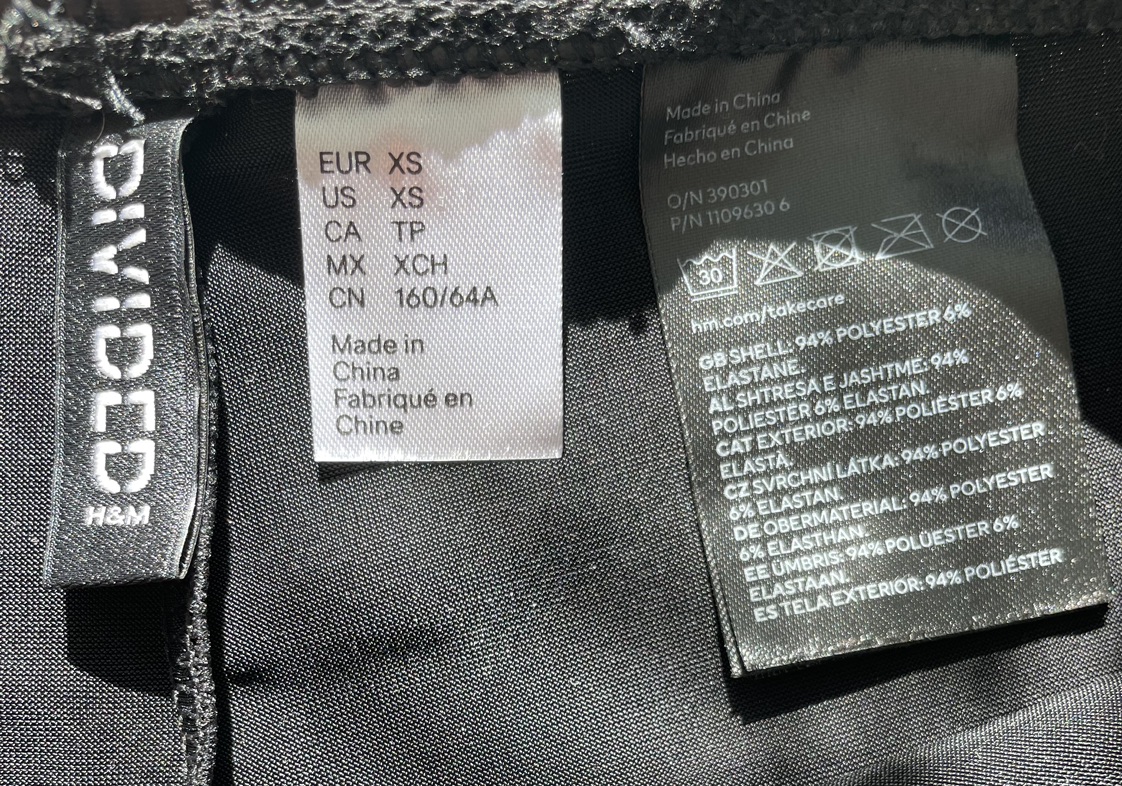 DIVIDED
H&M
EUR XS
US XS
CA TP
MX XCH
CN 160/64A
Made in
China
Fabriqué en
Chine
Made in China
Fabriqué en Chine
Hecho en China
O/N 390301
P/N 1109630 6
30
hm.com/takecare
GB SHELL: 94% POLYESTER 6%
ELASTANE.
AL SHTRESA E JASHTME: 94%
POLIESTER 6% ELASTAN.
CAT EXTERIOR: 94% POLIÈSTER 6%
ELASTÀ.
CZ SVRCHNÍ LÁTKA: 94% POLYESTER
6% ELASTAN.
DE OBERMATERIAL: 94% POLYESTER
6% ELASTHAN.
EE ÜMBRIS: 94% POLÜESTER 6%
ELASTAAN.
ES TELA EXTERIOR: 94% POLIÉSTER